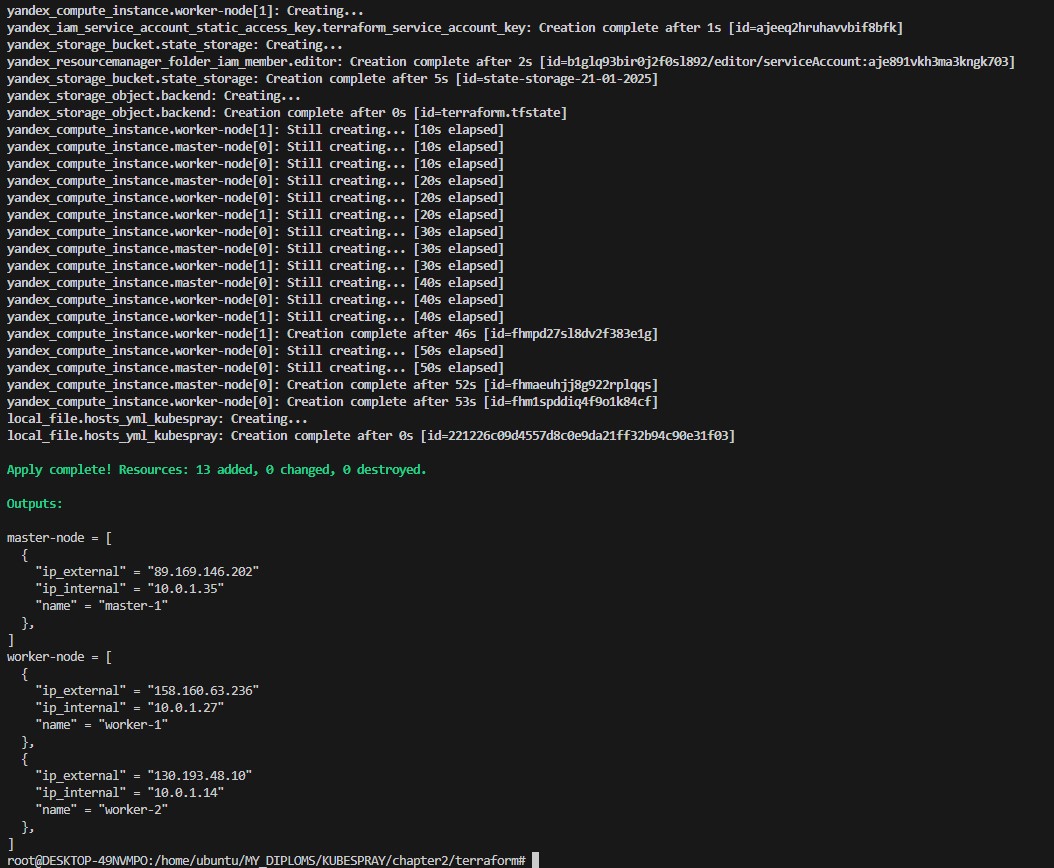 yandex_compute_instance.worker-node[1]: Creating...
yandex_iam_service_account_static_access_key.terraform_service_account_key: Creation complete after 1s [id=ajeeq2hruhavvbif8bfk]
yandex_storage_bucket.state_storage: Creating...
yandex_resourcemanager_folder_iam_member.editor: Creation complete after 2s [id=b1glq93bir0j2f0sl892/editor/serviceAccount:aje891vkh3ma3kngk703]
yandex_storage_bucket.state_storage: Creation complete after 5s [id=state-storage-21-01-2025]
yandex_storage_object.backend: Creating...
yandex_storage_object.backend: Creation complete after 0s [id=terraform.tfstate]
yandex_compute_instance.worker-node[1]: Still creating... [10s elapsed]
yandex_compute_instance.master-node[0]: Still creating... [10s elapsed]
yandex_compute_instance.worker-node[0]: Still creating... [10s elapsed]
yandex_compute_instance.master-node[0]: Still creating... [20s elapsed]
yandex_compute_instance.worker-node[0]: Still creating... [20s elapsed]
yandex_compute_instance.worker-node[1]: Still creating... [20s elapsed]
yandex_compute_instance.worker-node[0]: Still creating... [30s elapsed]
yandex_compute_instance.master-node[0]: Still creating... [30s elapsed]
yandex_compute_instance.worker-node[1]: Still creating... [30s elapsed]
yandex_compute_instance.master-node[0]: Still creating... [40s elapsed]
yandex_compute_instance.worker-node[0]: Still creating... [40s elapsed]
yandex_compute_instance.worker-node[1]: Still creating... [40s elapsed]
yandex_compute_instance.worker-node[1]: Creation complete after 46s [id=fhmpd27sl8dv2f383e1g]
yandex_compute_instance.worker-node[0]: Still creating... [50s elapsed]
yandex_compute_instance.master-node[0]: Still creating... [50s elapsed]
yandex_compute_instance.master-node[0]: Creation complete after 52s [id=fhmaeuhjj8g922rplqqs]
yandex_compute_instance.worker-node[0]: Creation complete after 53s [id=fhm1spddiq4f9o1k84cf]
local_file.hosts_yml_kubespray: Creating...
local_file.hosts_yml_kubespray: Creation complete after 0s [id=221226c09d4557d8c0e9da21ff32b94c90e31f03]
Apply complete! Resources: 13 added, 0 changed, 0 destroyed.
Outputs:
master-node = [
  {
    "ip_external" = "89.169.146.202"
    "ip_internal" = "10.0.1.35"
    "name" = "master-1"
  },
]
worker-node = [
  {
    "ip_external" = "158.160.63.236"
    "ip_internal" = "10.0.1.27"
    "name" = "worker-1"
  },
  {
    "ip_external" = "130.193.48.10"
    "ip_internal" = "10.0.1.14"
    "name" = "worker-2"
  },
]
root@DESKTOP-49NVMPO:/home/ubuntu/MY_DIPLOMS/KUBESPRAY/chapter2/terraform#